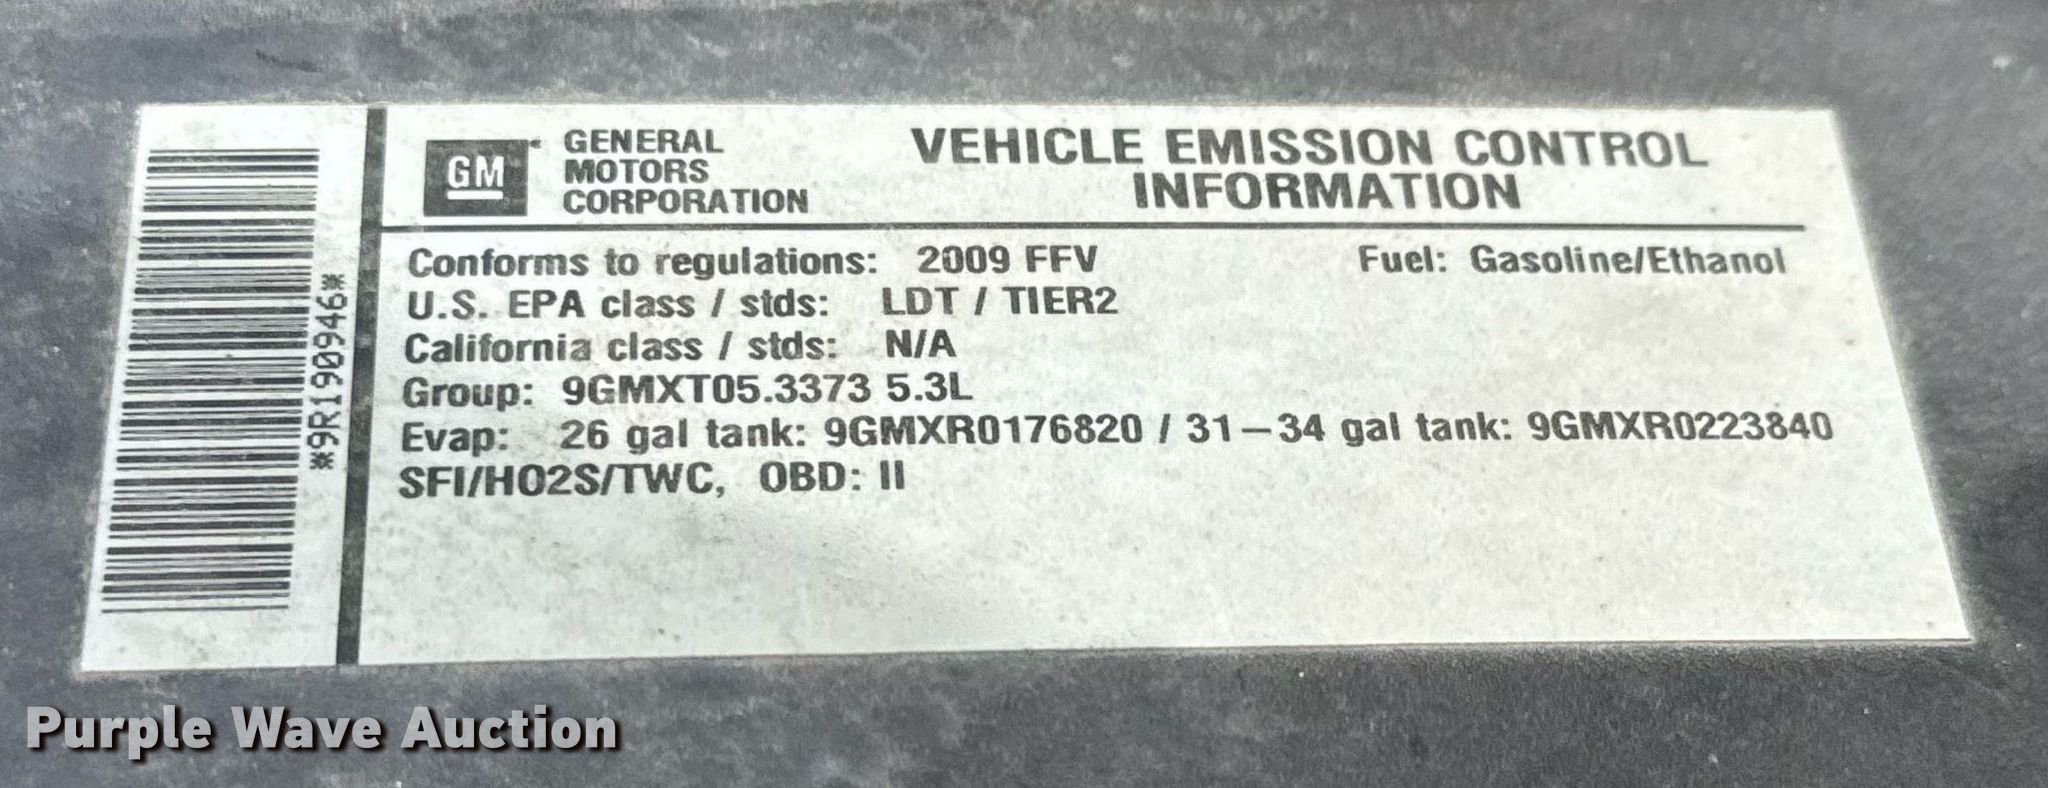 *9R190946*
GM
GENERAL
MOTORS
CORPORATION
VEHICLE EMISSION CONTROL
INFORMATION
Conforms to regulations: 2009 FFV Fuel: Gasoline/Ethanol
U.S. EPA class / stds: LDT / TIER2
California class / stds: N/A
Group: 9GMXT05.3373 5.3L
Evap: 26 gal tank: 9GMXR0176820 / 31-34 gal tank: 9GMXR0223840
SFI/HO2S/TWC, OBD: II
Purple Wave Auction